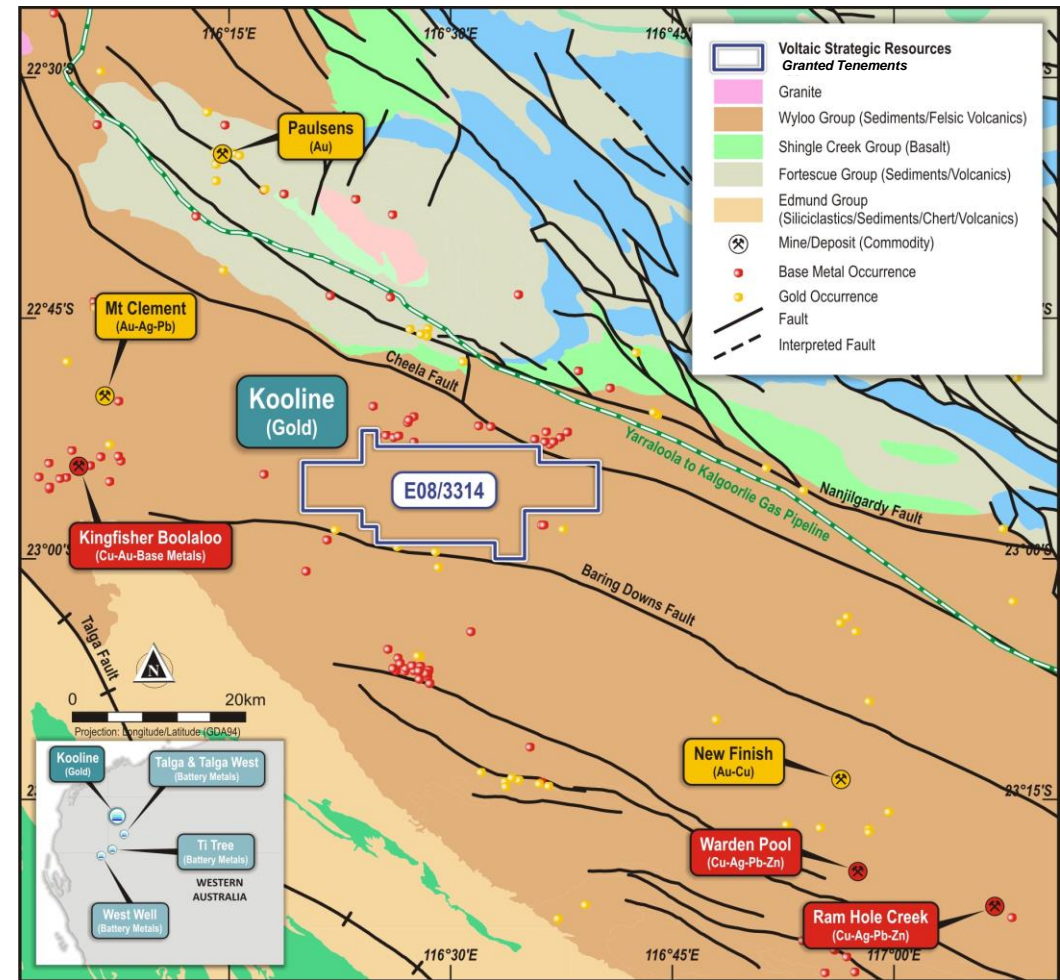 116°15'E
116°30'E
116°45'
22°30'S
Voltaic Strategic Resources
Granted Tenements
Granite
Wyloo Group (Sediments/Felsic Volcanics)
Shingle Creek Group (Basalt)
Fortescue Group (Sediments/Volcanics)
Edmund Group
(Siliciclastics/Sediments/Chert/Volcanics)
Mine/Deposit (Commodity)
Base Metal Occurrence
Gold Occurrence
Fault
Interpreted Fault
Paulsens
(Au)
22°45'S
45'S
Mt Clement
(Au-Ag-Pb)
Cheela Fault
Kooline
(Gold)
E08/3314
Yarraloola to Kalgoorlie Gas Pipeline
Nanjilgardy Fault
Kingfisher Boolaloo
(Cu-Au-Base Metals)
23°00'S
23°00'S
Baring Downs Fault
Talga Fault
N
0 20km
Projection: Longitude/Latitude (GDA94)
Kooline
(Gold)
Talga & Talga West
(Battery Metals)
Ti Tree
(Battery Metals)
WESTERN
AUSTRALIA
West Well
(Battery Metals)
New Finish
(Au-Cu)
23°15'S
Warden Pool
(Cu-Ag-Pb-Zn)
Ram Hole Creek
(Cu-Ag-Pb-Zn)
116°30'E
116°45'E
117°00'E